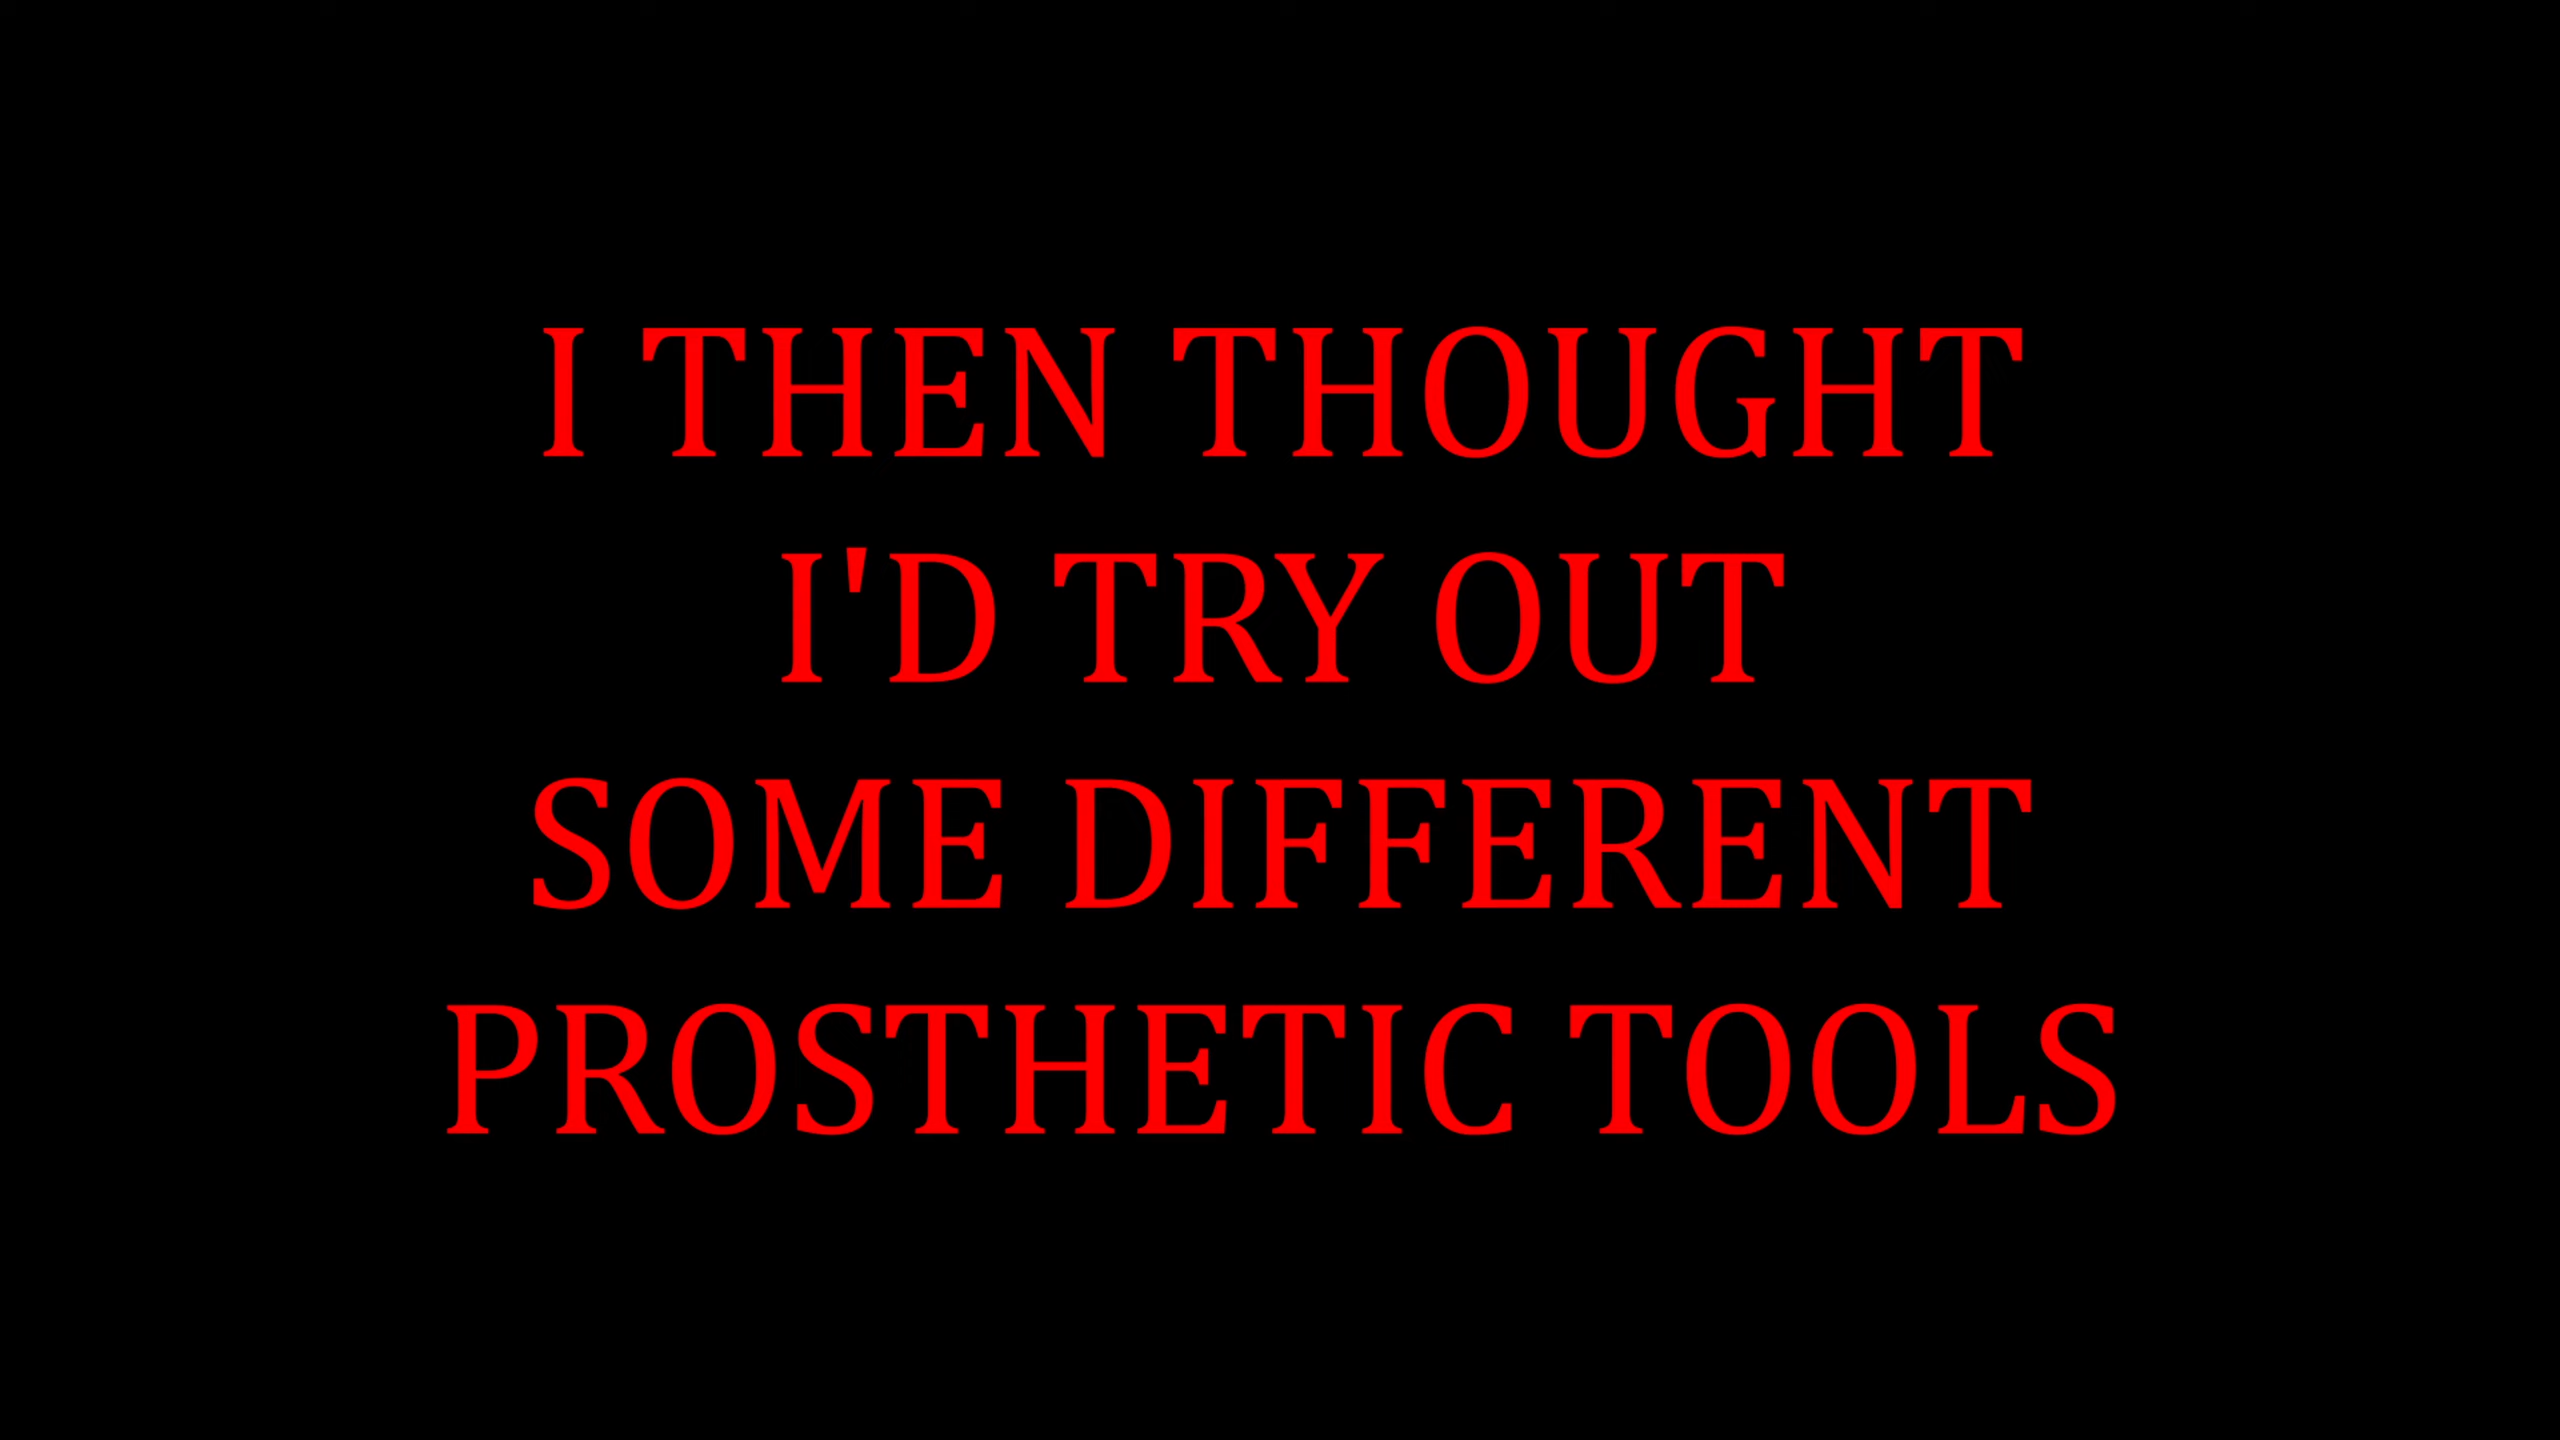 I THEN THOUGHT
I'D TRY OUT
SOME DIFFERENT
PROSTHETIC TOOLS